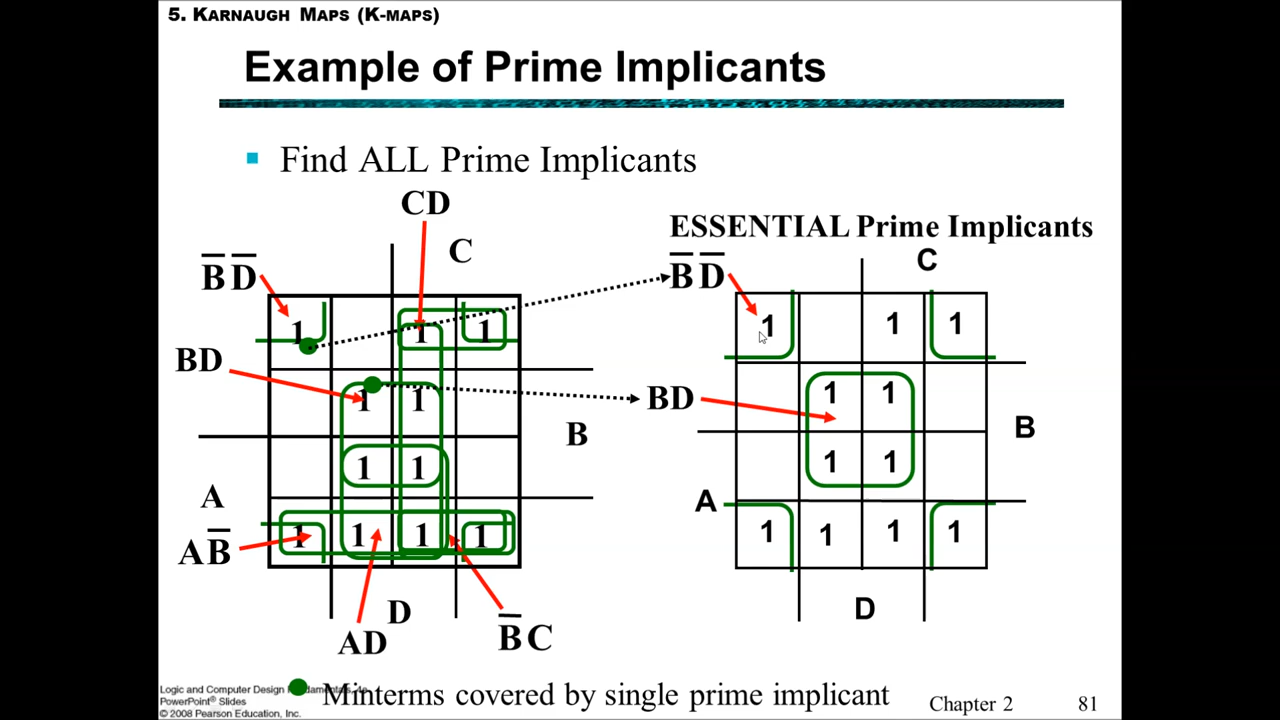 5. KARNAUGH MAPS (K-MAPS)
Example of Prime Implicants
Find ALL Prime Implicants
CD
ESSENTIAL Prime Implicants
C
C
B̅ D̅
B̅ D̅
1 1 1
1 1 1
BD
BD
1 1
1 1
B
B
1 1
1 1
A
A
1 1 1 1
1 1 1 1
AB̅
D
D
AD
B̅ C
Minterms covered by single prime implicant
Logic and Computer Design
PowerPoint® Slides
© 2008 Pearson Education, Inc.
Chapter 2 81